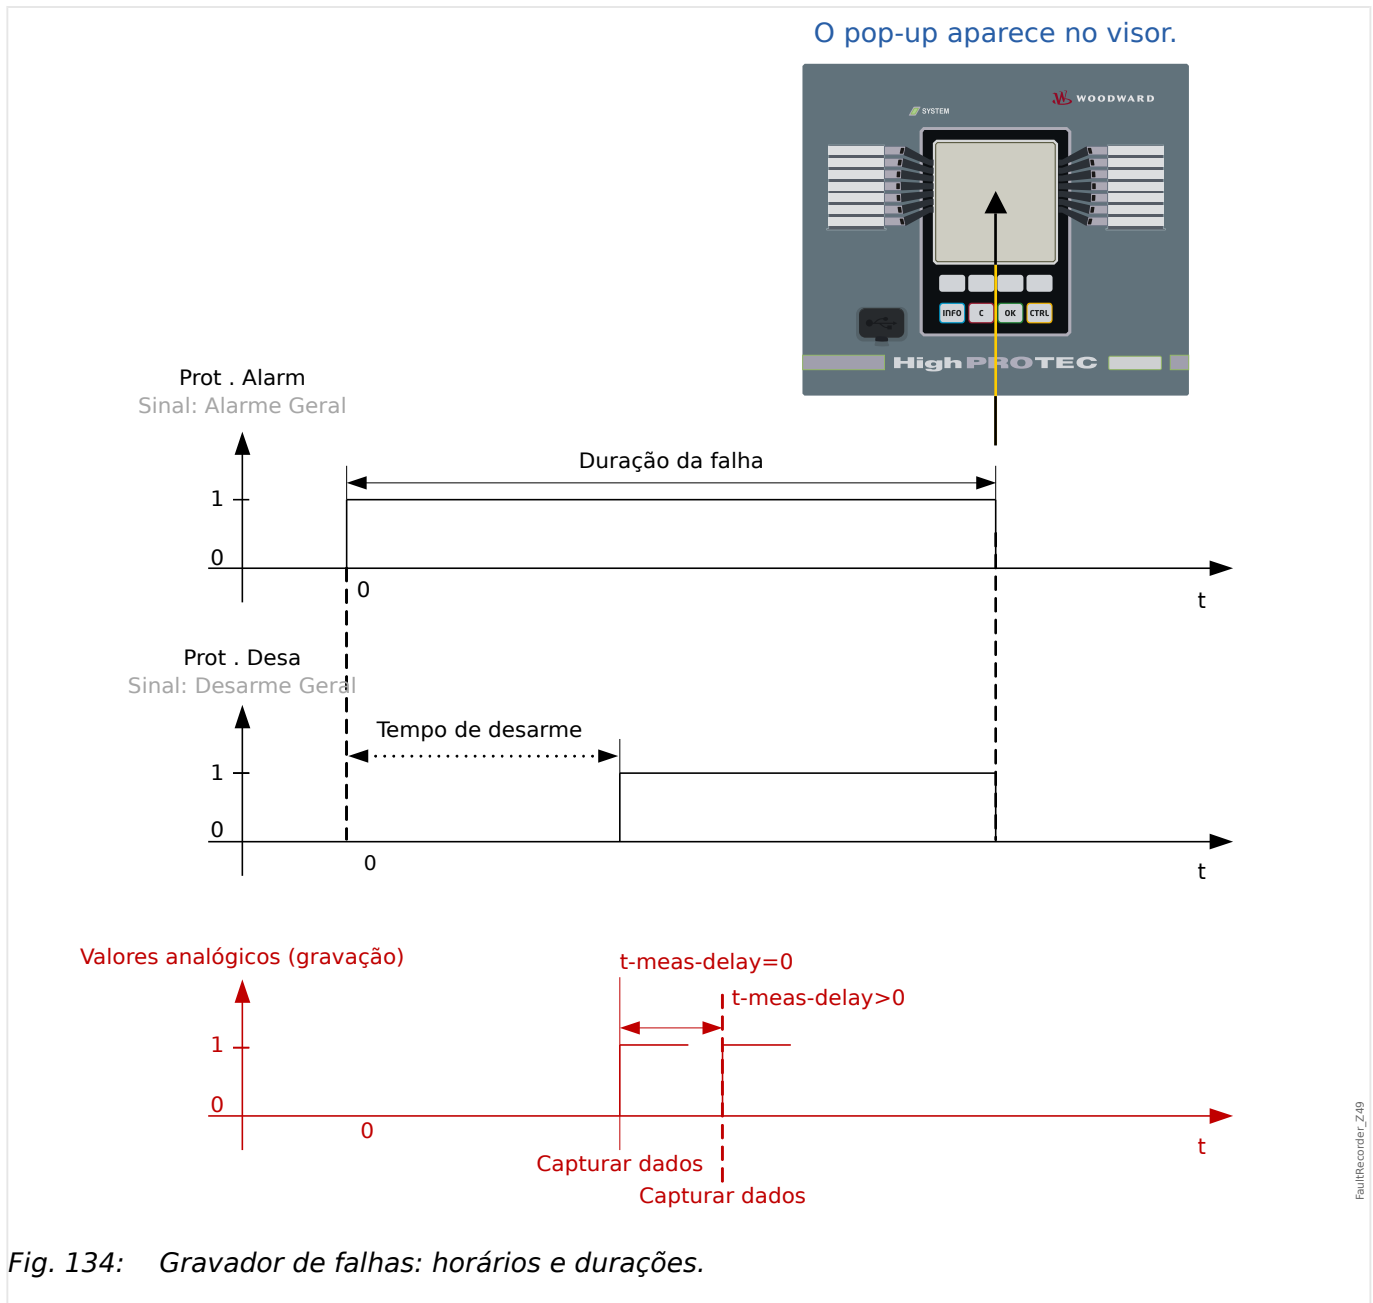 O pop-up aparece no visor.
WOODWARD
SYSTEM
INFO
C
OK
CTRL
HighPROTEC
Prot . Alarm
Sinal: Alarme Geral
Duração da falha
1
0
0
t
Prot . Desa
Sinal: Desarme Geral
Tempo de desarme
1
0
0
t
Valores analógicos (gravação)
t-meas-delay=0
t-meas-delay>0
1
0
0
t
Capturar dados
Capturar dados
FaultRecorder_Z49
Fig. 134: Gravador de falhas: horários e durações.